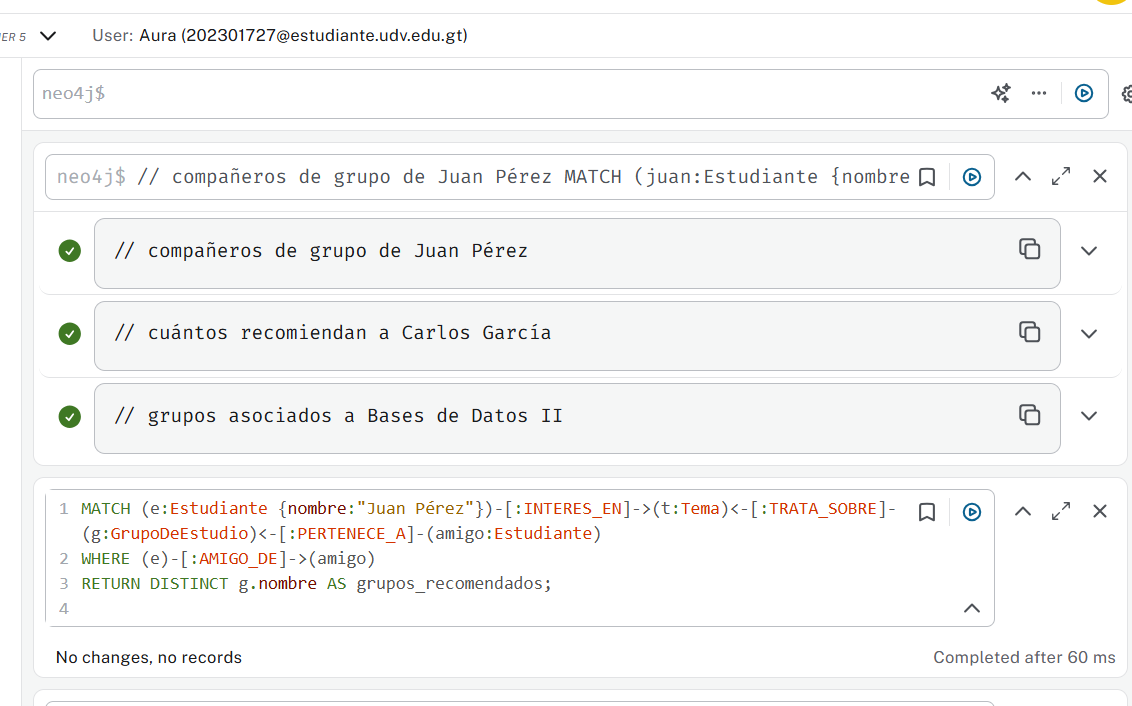 ER 5 User: Aura (202301727@estudiante.udv.edu.gt)
neo4j$
neo4j$ // compañeros de grupo de Juan Pérez MATCH (juan:Estudiante {nombre
// compañeros de grupo de Juan Pérez
// cuántos recomiendan a Carlos García
// grupos asociados a Bases de Datos II
1 MATCH (e:Estudiante {nombre:"Juan Pérez"})-[:INTERES_EN]->(t:Tema)<-[:TRATA_SOBRE]-
(g:GrupoDeEstudio)<-[:PERTENECE_A]-(amigo:Estudiante)
2 WHERE (e)-[:AMIGO_DE]->(amigo)
3 RETURN DISTINCT g.nombre AS grupos_recomendados;
4
No changes, no records Completed after 60 ms